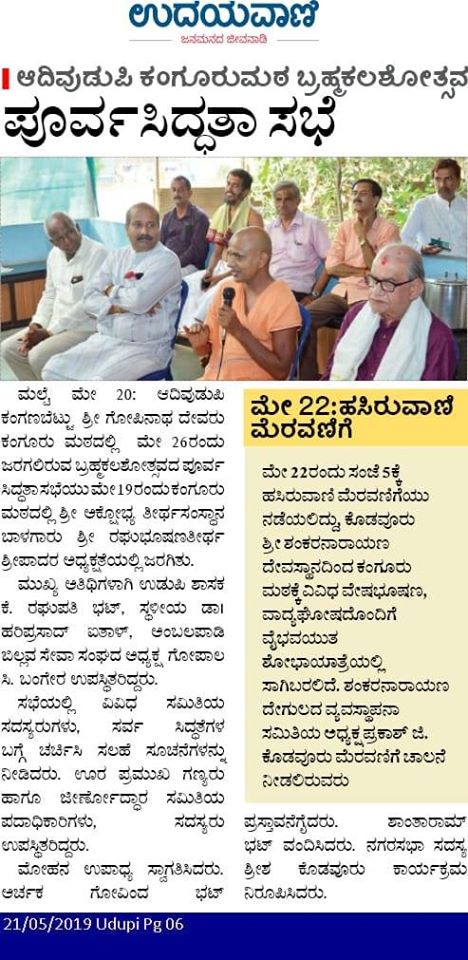 ಉದಯವಾಣಿ
ಜನಮನದ ಜೀವನಾಡಿ
ಆದಿವುಡುಪಿ ಕಂಗೂರುಮಠ ಬ್ರಹ್ಮಕಲಶೋತ್ಸವ
ಪೂರ್ವಸಿದ್ಧತಾ ಸಭೆ
ಮಲ್ಪೆ, ಮೇ 20: ಆದಿವುಡುಪಿ
ಕಂಗಣಬೆಟ್ಟು ಶ್ರೀ ಗೋಪಿನಾಥ ದೇವರು
ಕಂಗೂರು ಮಠದಲ್ಲಿ ಮೇ 26ರಂದು
ಜರಗಲಿರುವ ಬ್ರಹ್ಮಕಲಶೋತ್ಸವದ ಪೂರ್ವ
ಸಿದ್ಧತಾಸಭೆಯು ಮೇ 19ರಂದು ಕಂಗೂರು
ಮಠದಲ್ಲಿ ಶ್ರೀ ಅಕ್ಷೋಭ್ಯ ತೀರ್ಥಸಂಸ್ಥಾನ
ಬಾಳಗಾರು ಶ್ರೀ ರಘುಭೂಷಣತೀರ್ಥ
ಶ್ರೀಪಾದರ ಅಧ್ಯಕ್ಷತೆಯಲ್ಲಿ ಜರಗಿತು.
ಮುಖ್ಯ ಅತಿಥಿಗಳಾಗಿ ಉಡುಪಿ ಶಾಸಕ
ಕೆ. ರಘುಪತಿ ಭಟ್, ಸ್ಥಳೀಯ ಡಾ।
ಹರಿಪ್ರಸಾದ್ ಐತಾಳ್, ಅಂಬಲಪಾಡಿ
ಬಿಲ್ಲವ ಸೇವಾ ಸಂಘದ ಅಧ್ಯಕ್ಷ ಗೋಪಾಲ
ಸಿ. ಬಂಗೇರ ಉಪಸ್ಥಿತರಿದ್ದರು.
ಸಭೆಯಲ್ಲಿ ವಿವಿಧ ಸಮಿತಿಯ
ಸದಸ್ಯರುಗಳು, ಸರ್ವ ಸಿದ್ಧತೆಗಳ
ಬಗ್ಗೆ ಚರ್ಚಿಸಿ ಸಲಹೆ ಸೂಚನೆಗಳನ್ನು
ನೀಡಿದರು. ಊರ ಪ್ರಮುಖ ಗಣ್ಯರು
ಹಾಗೂ ಜೀರ್ಣೋದ್ಧಾರ ಸಮಿತಿಯ
ಪದಾಧಿಕಾರಿಗಳು, ಸದಸ್ಯರು
ಉಪಸ್ಥಿತರಿದ್ದರು.
ಮೋಹನ ಉಪಾಧ್ಯ ಸ್ವಾಗತಿಸಿದರು.
ಅರ್ಚಕ ಗೋವಿಂದ ಭಟ್
ಮೇ 22:ಹಸಿರುವಾಣಿ
ಮೆರವಣಿಗೆ
ಮೇ 22ರಂದು ಸಂಜೆ 5ಕ್ಕೆ
ಹಸಿರುವಾಣಿ ಮೆರವಣಿಗೆಯು
ನಡೆಯಲಿದ್ದು, ಕೊಡವೂರು
ಶ್ರೀ ಶಂಕರನಾರಾಯಣ
ದೇವಸ್ಥಾನದಿಂದ ಕಂಗೂರು
ಮಠಕ್ಕೆ ವಿವಿಧ ವೇಷಭೂಷಣ,
ವಾದ್ಯಘೋಷದೊಂದಿಗೆ
ವೈಭವಯುತ
ಶೋಭಾಯಾತ್ರೆಯಲ್ಲಿ
ಸಾಗಿಬರಲಿದೆ. ಶಂಕರನಾರಾಯಣ
ದೇಗುಲದ ವ್ಯವಸ್ಥಾಪನಾ
ಸಮಿತಿಯ ಅಧ್ಯಕ್ಷ ಪ್ರಕಾಶ್ ಜಿ.
ಕೊಡವೂರು ಮೆರವಣಿಗೆ ಚಾಲನೆ
ನೀಡಲಿರುವರು
ಪ್ರಸ್ತಾವನೆಗೈದರು. ಶಾಂತಾರಾಮ್
ಭಟ್ ವಂದಿಸಿದರು. ನಗರಸಭಾ ಸದಸ್ಯ
ಶ್ರೀಶ ಕೊಡವೂರು ಕಾರ್ಯಕ್ರಮ
ನಿರೂಪಿಸಿದರು.
21/05/2019 Udupi Pg 06